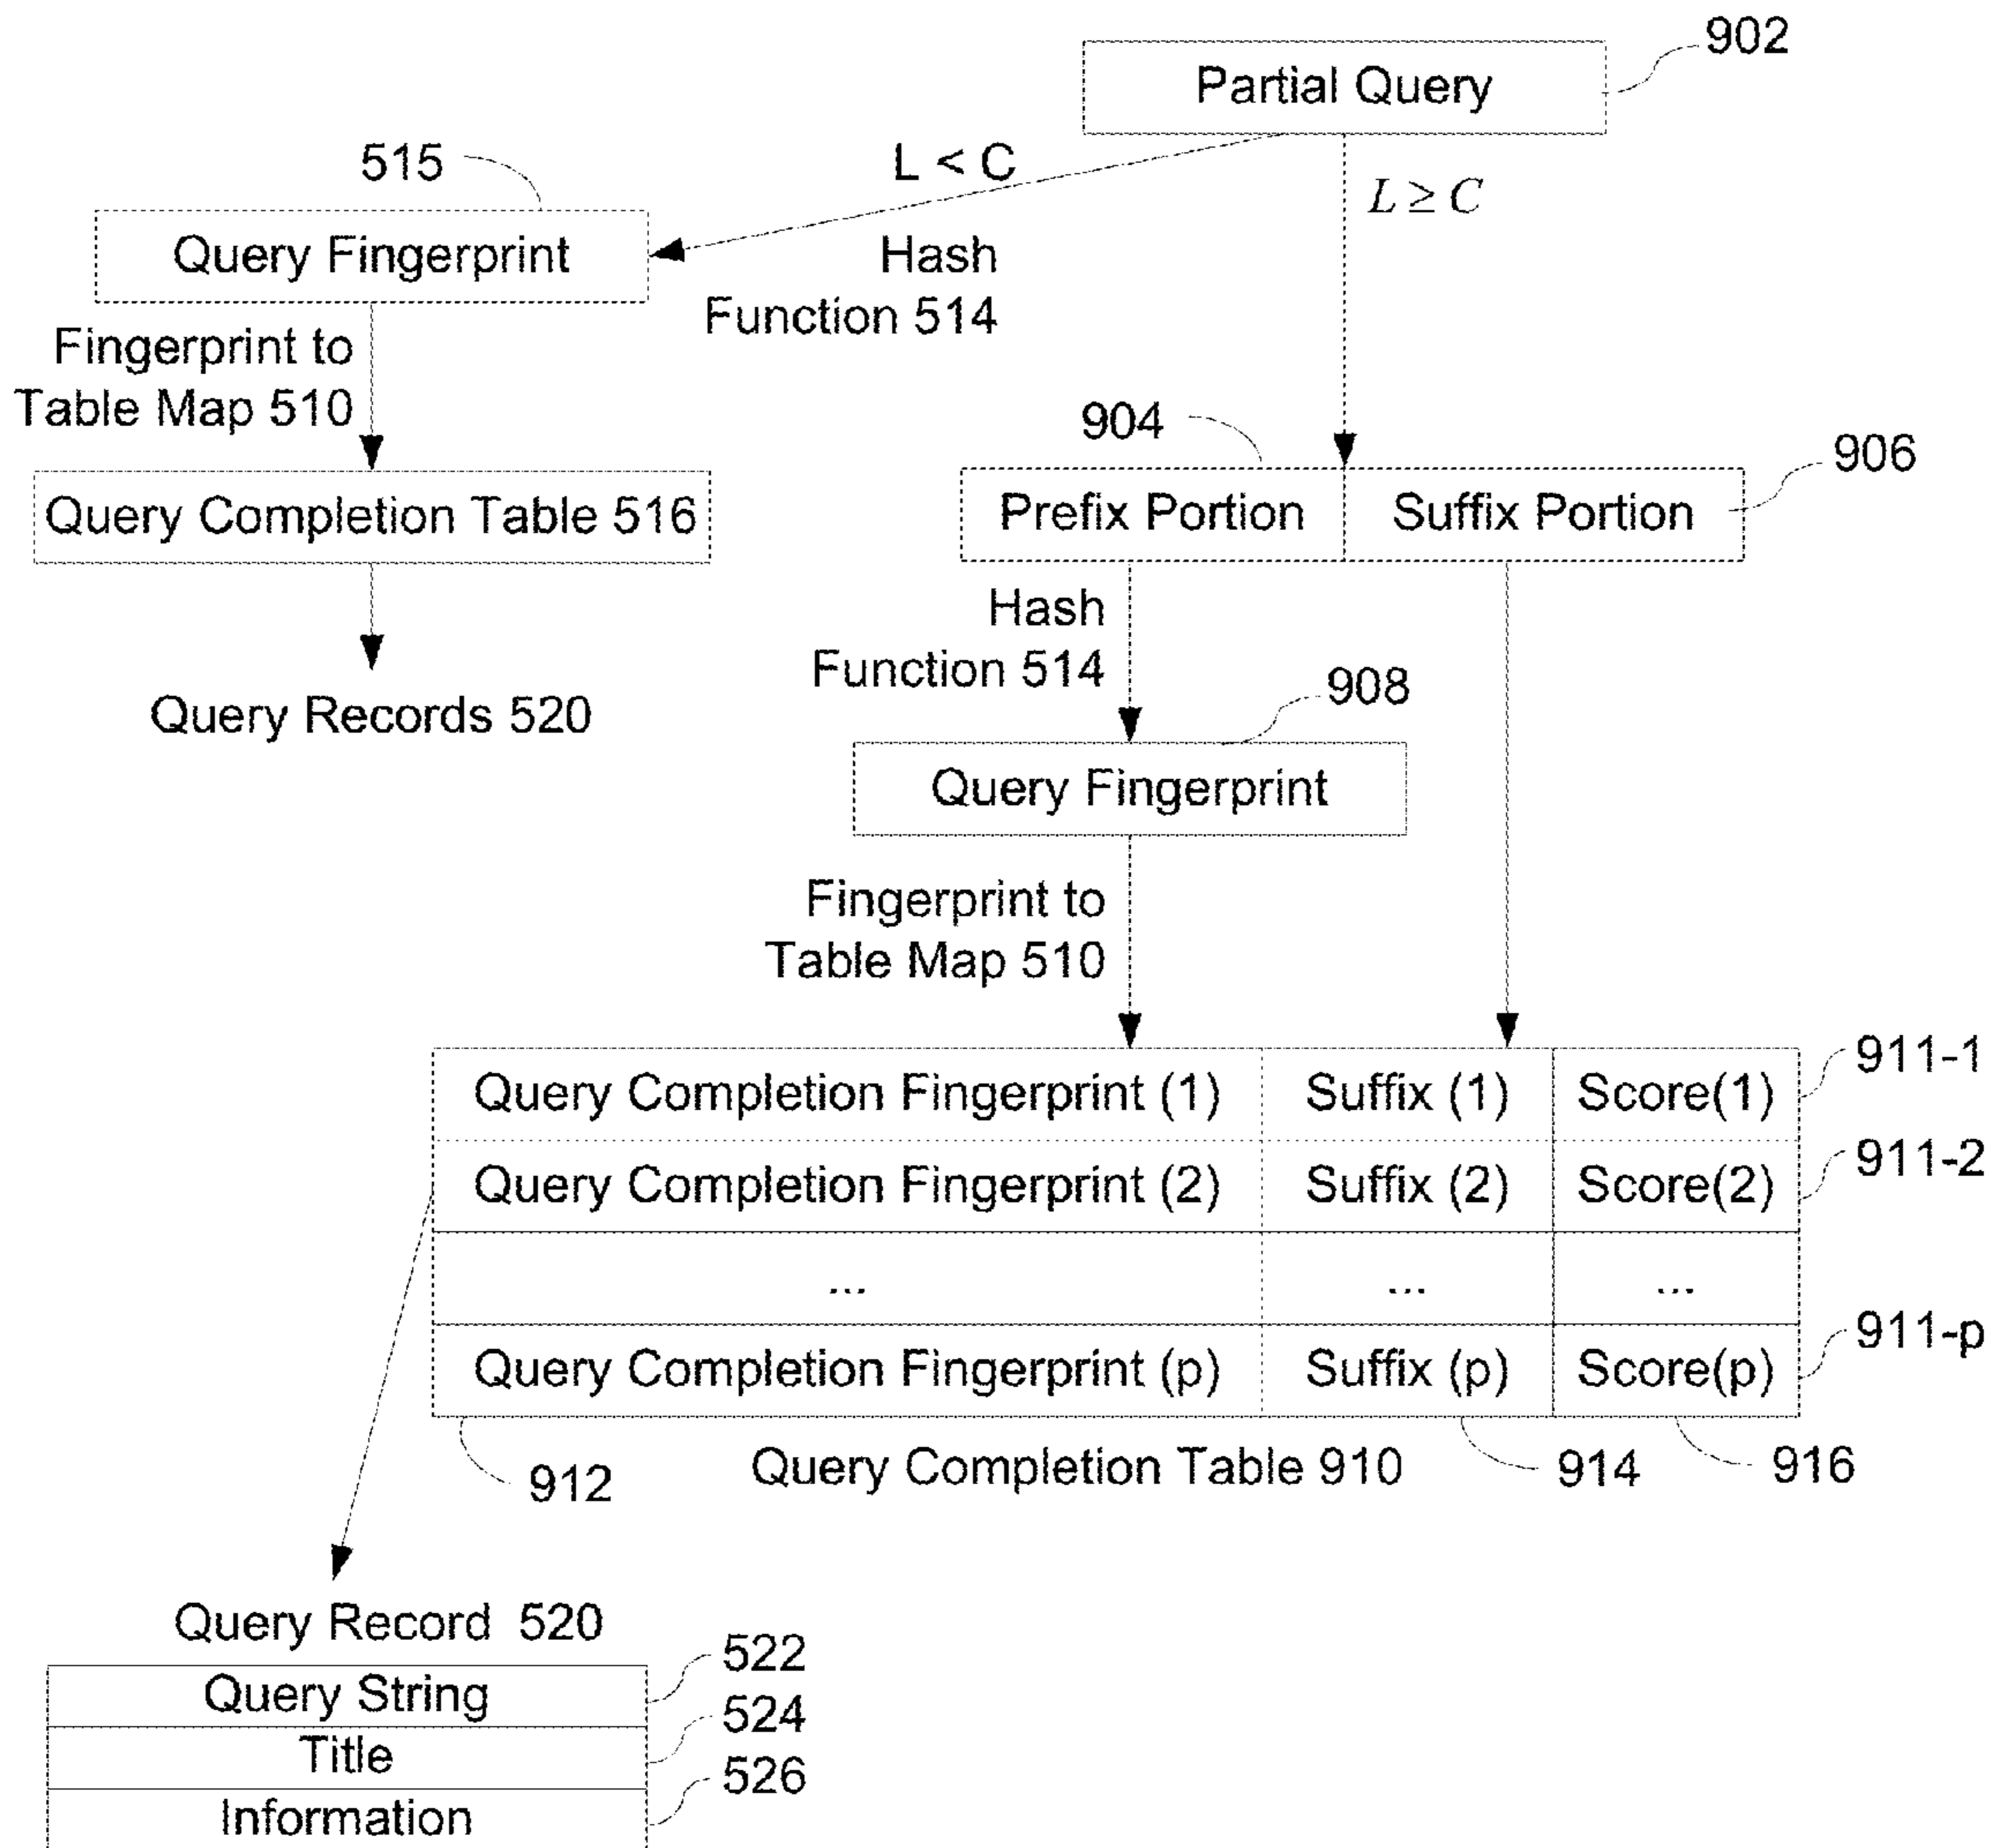 902
Partial Query
515
L < C
L ≥ C
Query Fingerprint
Hash
Function 514
Fingerprint to
Table Map 510
904
906
Query Completion Table 516
Prefix Portion
Suffix Portion
Hash
Function 514
Query Records 520
908
Query Fingerprint
Fingerprint to
Table Map 510
Query Completion Fingerprint (1) Suffix (1) Score(1) 911-1
Query Completion Fingerprint (2) Suffix (2) Score(2) 911-2
... ... ...
Query Completion Fingerprint (p) Suffix (p) Score(p) 911-p
912
Query Completion Table 910
914
916
Query Record 520
Query String 522
Title 524
Information 526